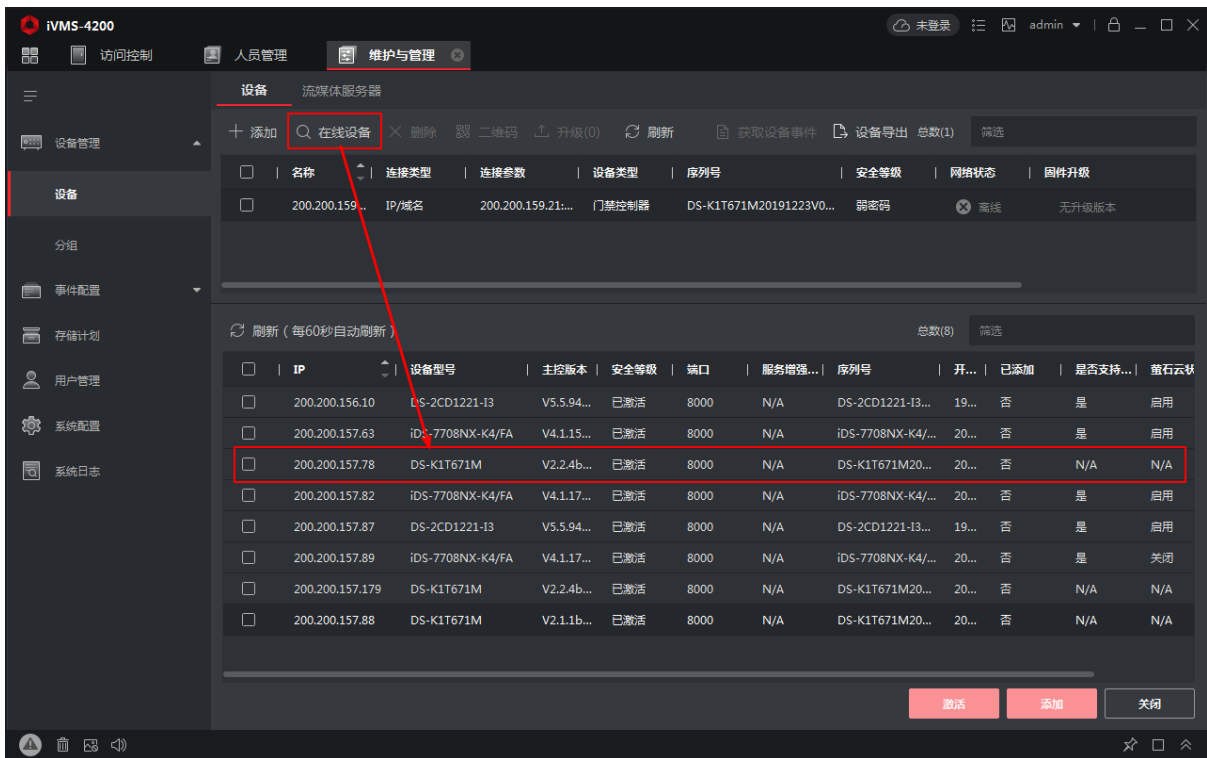 iVMS-4200 未登录 admin
访问控制 人员管理 维护与管理
设备 流媒体服务器
添加 在线设备 删除 二维码 升级(0) 刷新 获取设备事件 设备导出 总数(1) 筛选
设备管理
名称 连接类型 连接参数 设备类型 序列号 安全等级 网络状态 固件升级
设备
200.200.159... IP/域名 200.200.159.21:... 门禁控制器 DS-K1T671M20191223V0... 弱密码 离线 无升级版本
分组
事件配置
存储计划
刷新 ( 每60秒自动刷新 ) 总数(8) 筛选
IP 设备型号 主控版本 安全等级 端口 服务增强... 序列号 开... 已添加 是否支持... 萤石云状
用户管理
200.200.156.10 DS-2CD1221-I3 V5.5.94... 已激活 8000 N/A DS-2CD1221-I3... 19... 否 是 启用
系统配置
200.200.157.63 iDS-7708NX-K4/FA V4.1.15... 已激活 8000 N/A iDS-7708NX-K4/... 20... 否 是 启用
200.200.157.78 DS-K1T671M V2.2.4b... 已激活 8000 N/A DS-K1T671M20... 20... 否 N/A N/A
系统日志
200.200.157.82 iDS-7708NX-K4/FA V4.1.17... 已激活 8000 N/A iDS-7708NX-K4/... 20... 否 是 启用
200.200.157.87 DS-2CD1221-I3 V5.5.94... 已激活 8000 N/A DS-2CD1221-I3... 19... 否 是 启用
200.200.157.89 iDS-7708NX-K4/FA V4.1.17... 已激活 8000 N/A iDS-7708NX-K4/... 20... 否 是 关闭
200.200.157.179 DS-K1T671M V2.2.4b... 已激活 8000 N/A DS-K1T671M20... 20... 否 N/A N/A
200.200.157.88 DS-K1T671M V2.1.1b... 已激活 8000 N/A DS-K1T671M20... 20... 否 N/A N/A
激活 添加 关闭